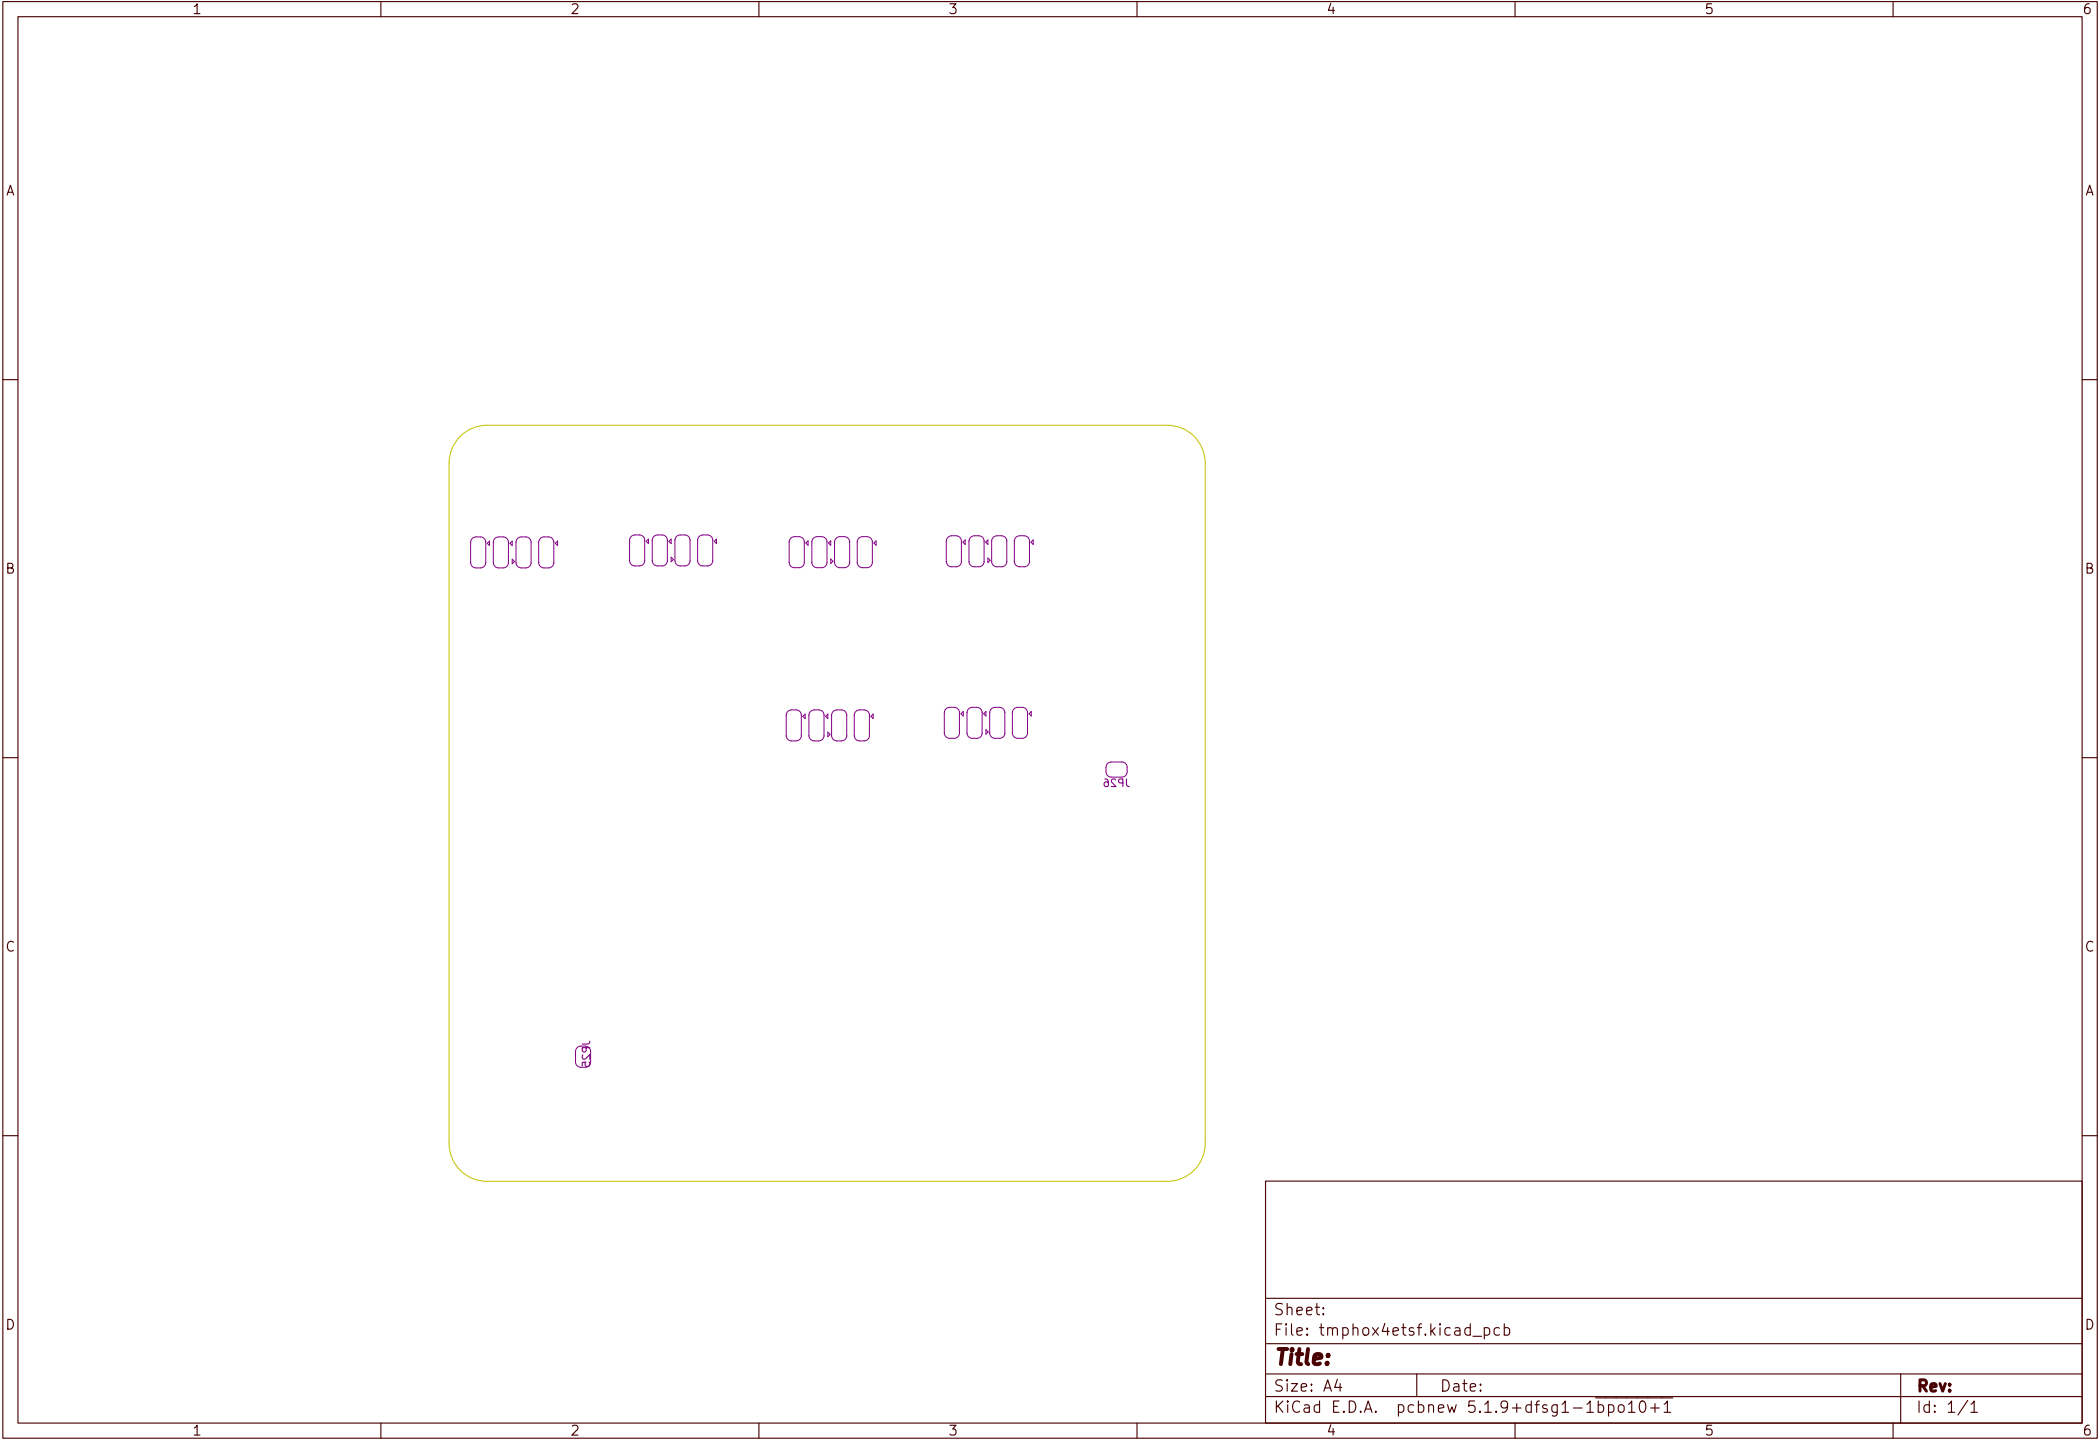 1 2 3 4 5 6
A A
B B
JP26
C C
JP25
Sheet:
File: tmphox4etsf.kicad_pcb
D D
Title:
Size: A4 Date: Rev:
KiCad E.D.A. pcbnew 5.1.9+dfsg1-1bpo10+1 Id: 1/1
1 2 3 4 5 6